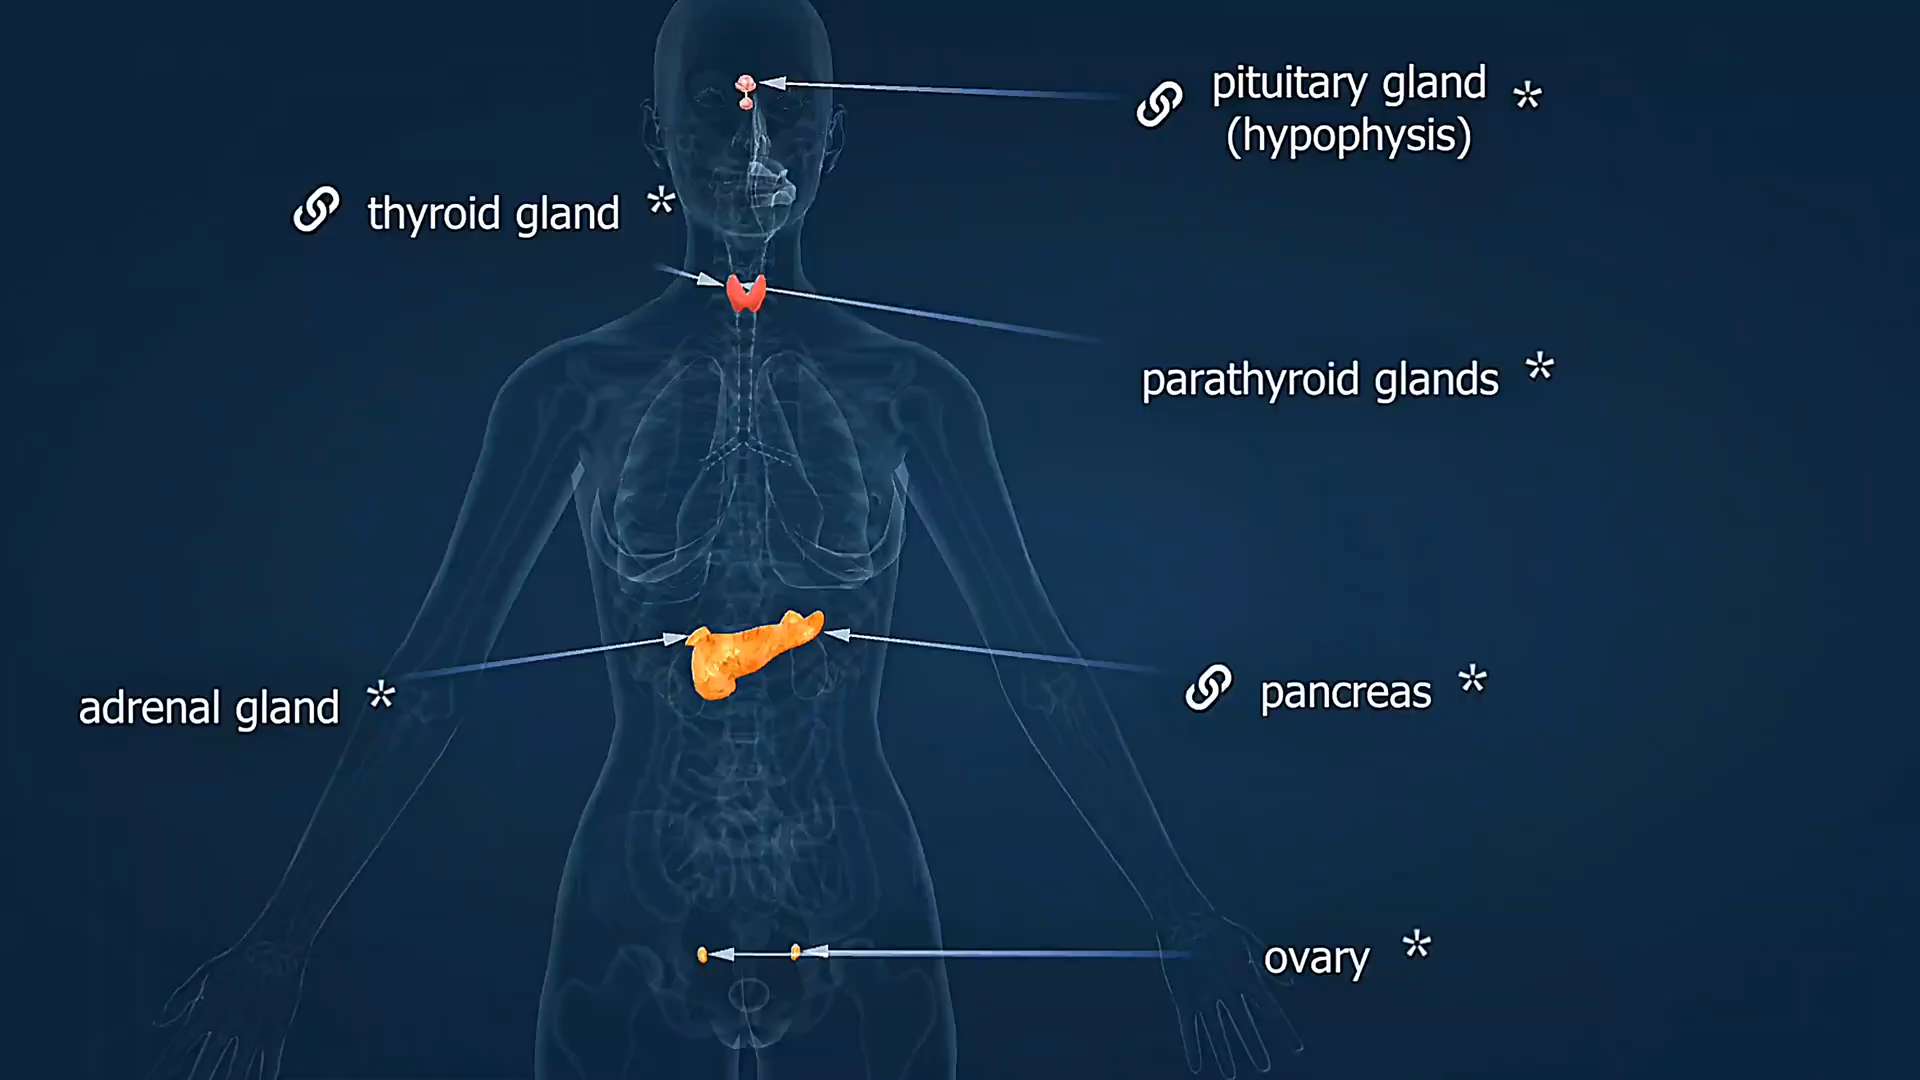 pituitary gland *
(hypophysis)
thyroid gland *
parathyroid glands *
adrenal gland *
pancreas *
ovary *